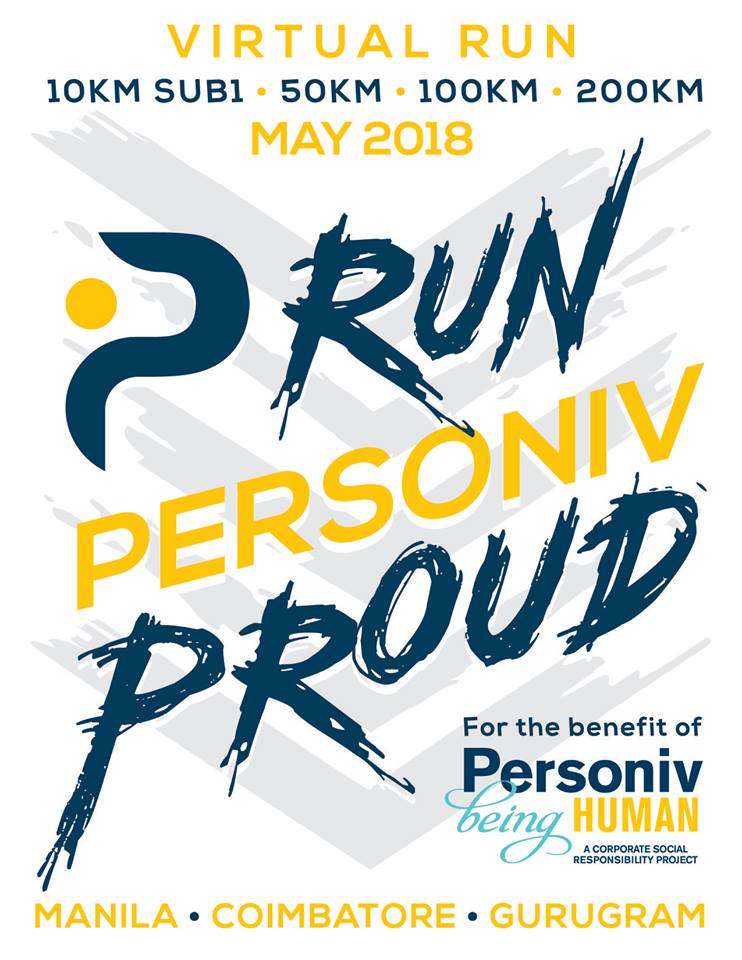 VIRTUAL RUN
10KM SUB1 • 50KM • 100KM • 200KM
MAY 2018
RUN
PERSONIV
PROUD
For the benefit of
Personiv
being HUMAN
A CORPORATE SOCIAL
RESPONSIBILITY PROJECT
MANILA • COIMBATORE • GURUGRAM